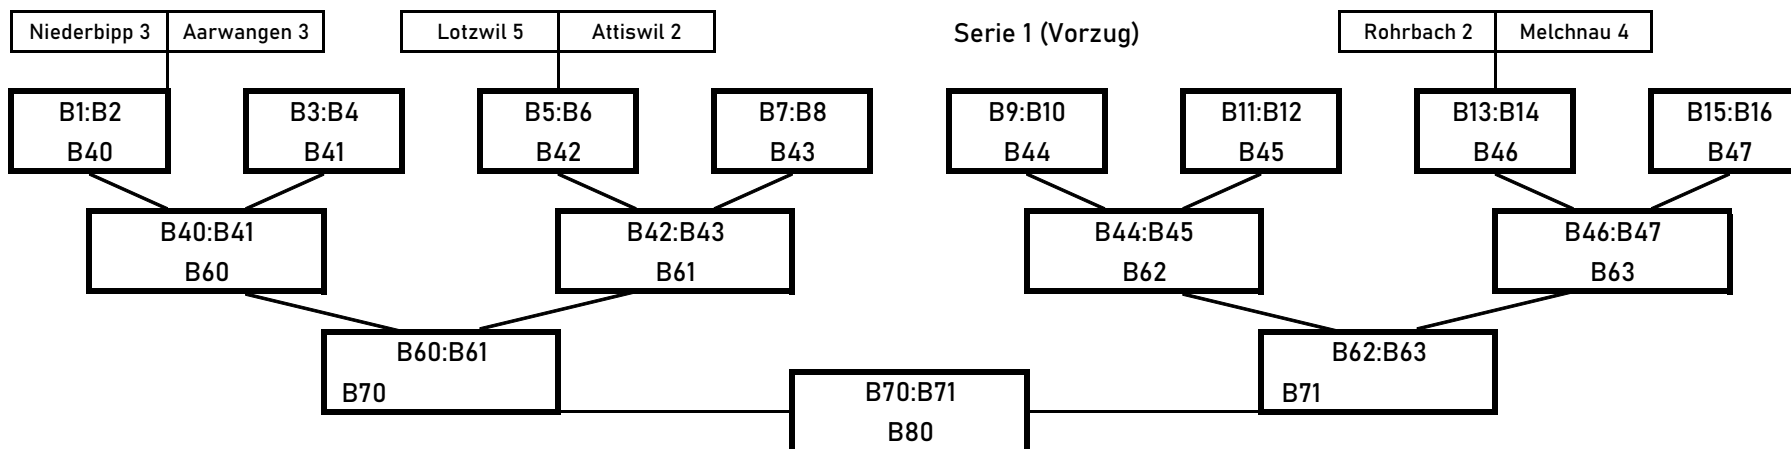 Niederbipp 3 Aarwangen 3 Lotzwil 5 Attiswil 2 Serie 1 (Vorzug) Rohrbach 2 Melchnau 4
B1:B2 B3:B4 B5:B6 B7:B8 B9:B10 B11:B12 B13:B14 B15:B16
B40 B41 B42 B43 B44 B45 B46 B47
B40:B41 B42:B43 B44:B45 B46:B47
B60 B61 B62 B63
B60:B61 B62:B63
B70 B70:B71 B71
B80